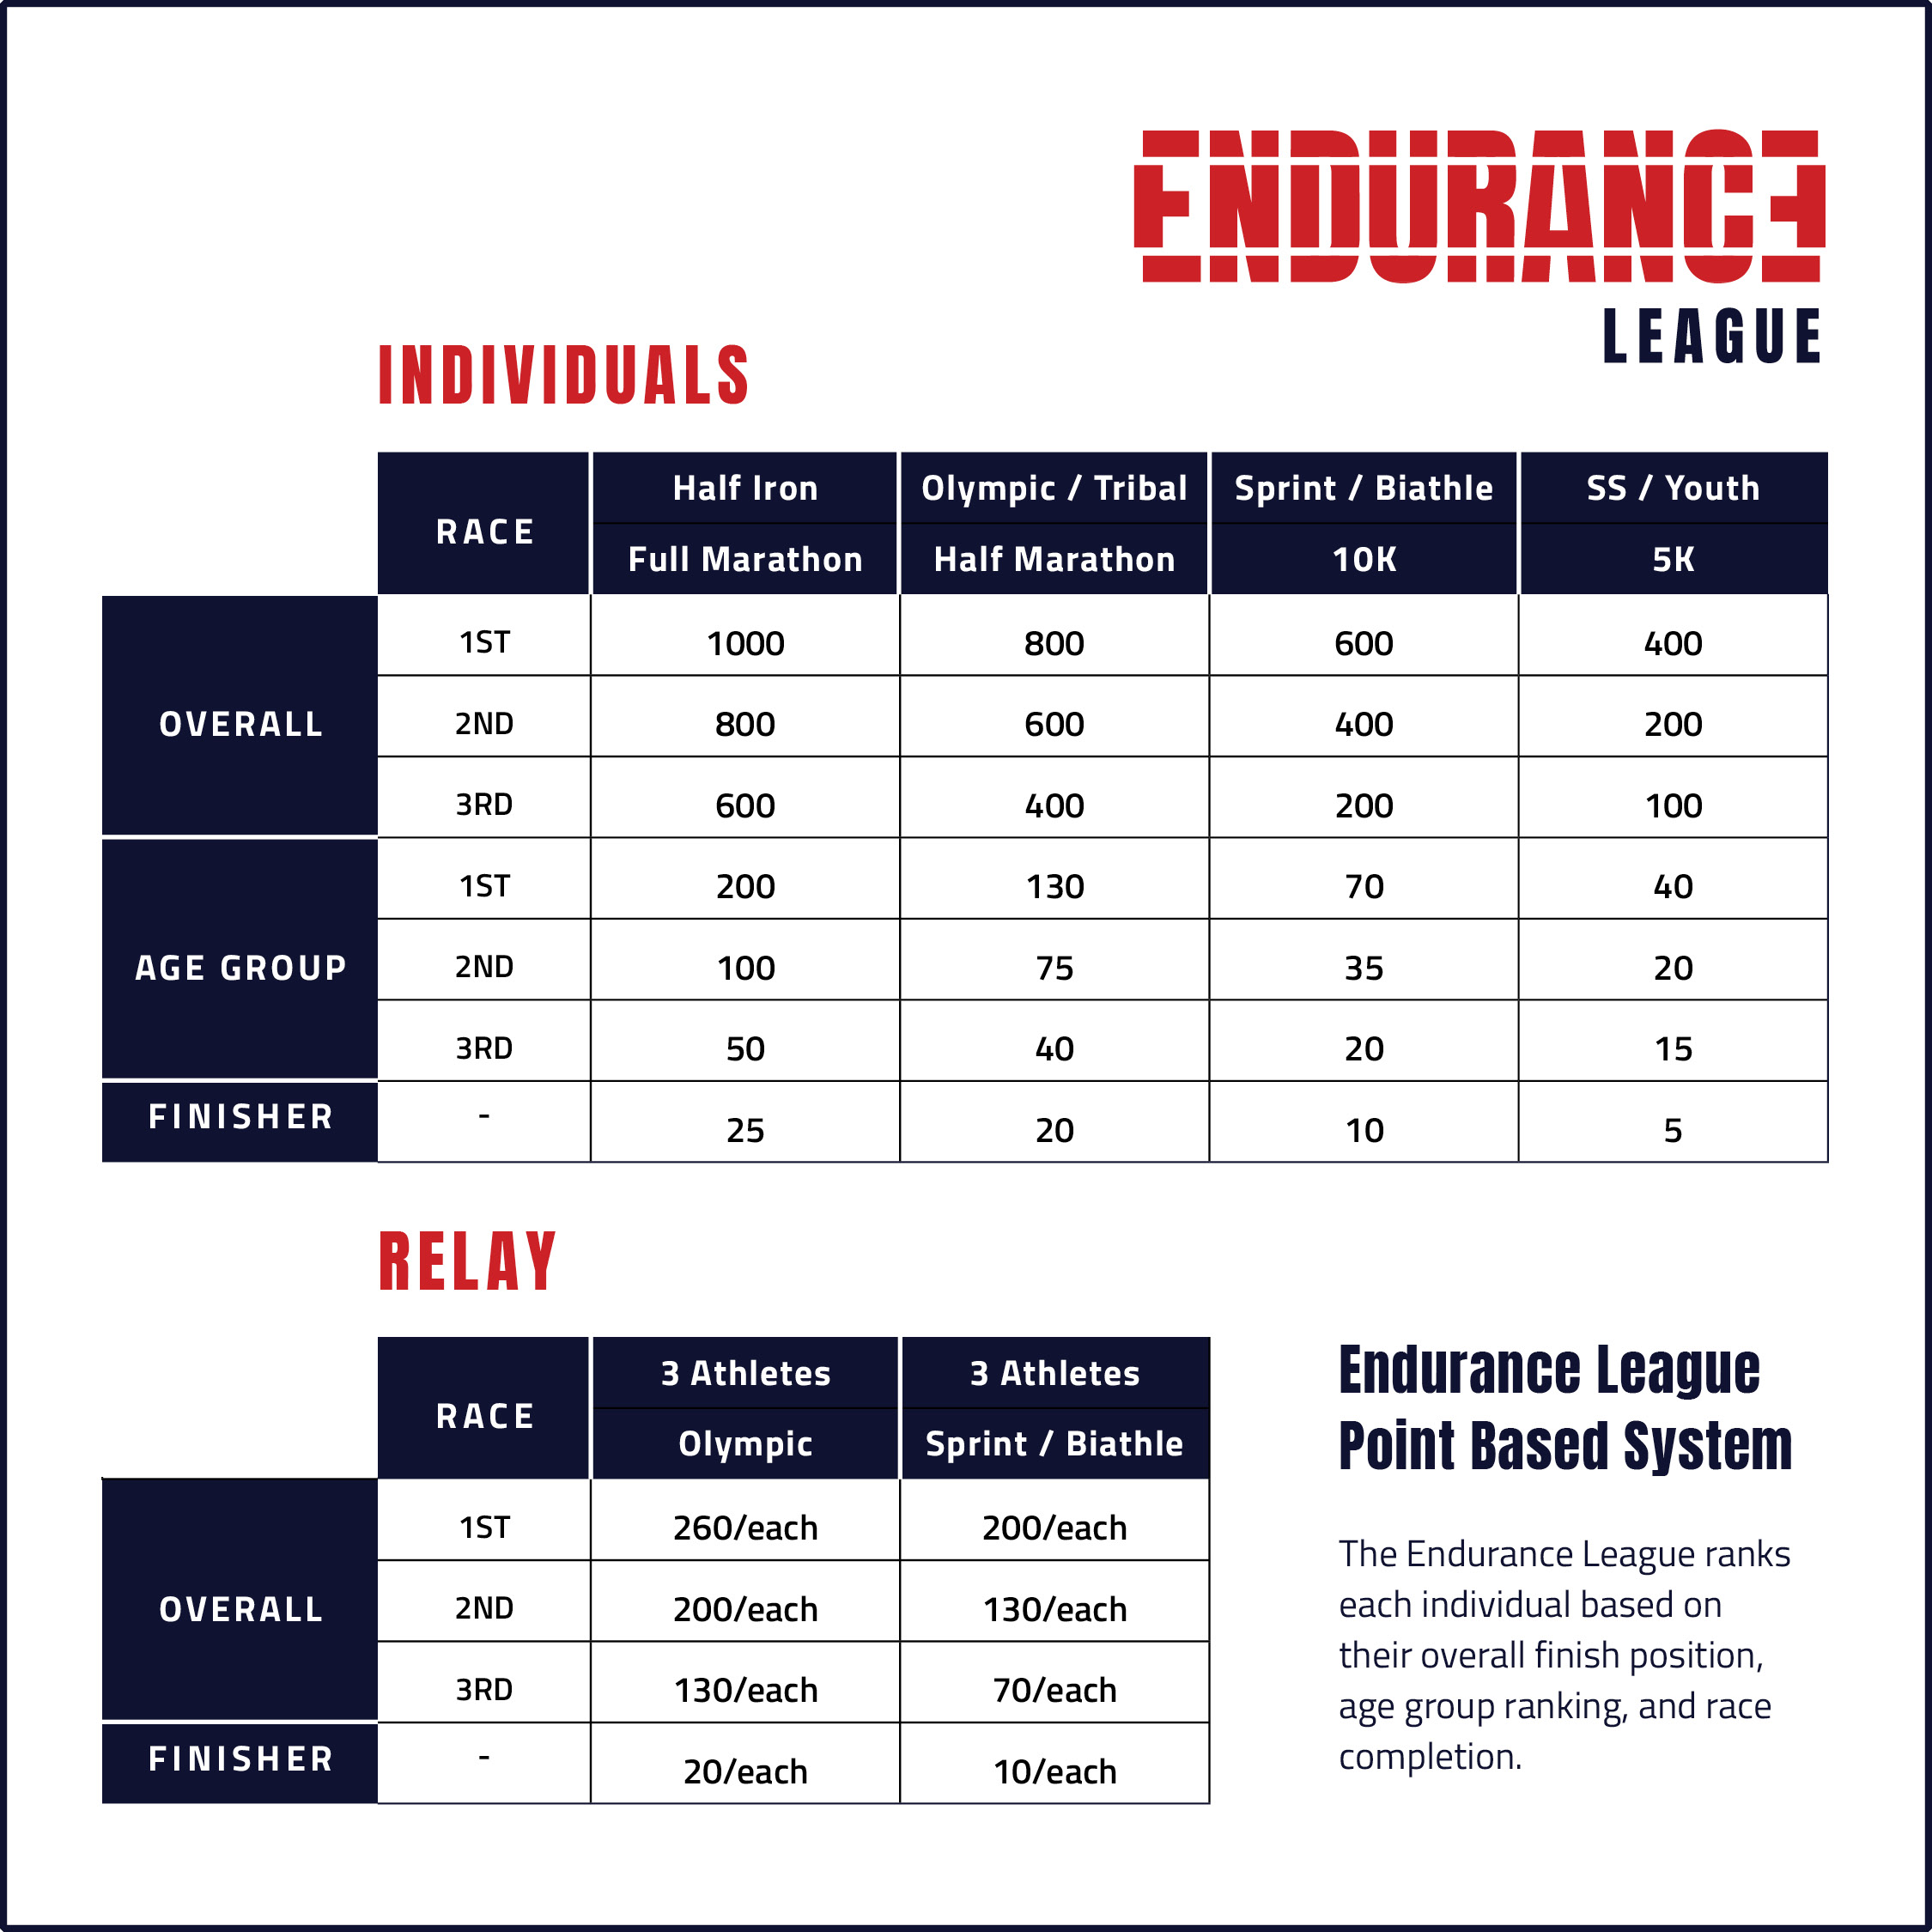 ENDURANCE
LEAGUE
INDIVIDUALS
RACE
Half Iron
Olympic / Tribal
Sprint / Biathle
SS / Youth
Full Marathon
Half Marathon
10K
5K
OVERALL
1ST 1000 800 600 400
2ND 800 600 400 200
3RD 600 400 200 100
AGE GROUP
1ST 200 130 70 40
2ND 100 75 35 20
3RD 50 40 20 15
FINISHER - 25 20 10 5
RELAY
RACE
3 Athletes
3 Athletes
Olympic
Sprint / Biathle
OVERALL
1ST 260/each 200/each
2ND 200/each 130/each
3RD 130/each 70/each
FINISHER - 20/each 10/each
Endurance League
Point Based System
The Endurance League ranks
each individual based on
their overall finish position,
age group ranking, and race
completion.